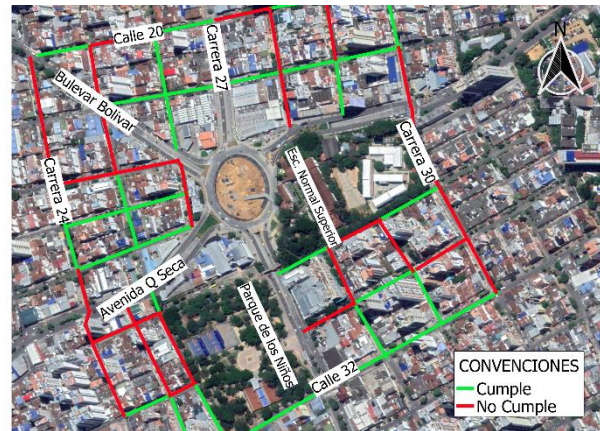 N
Calle 20
Carrera 27
Bulevar Bolivar
Carrera 24
Esc. Normal Superior
Carrera 30
Avenida Q Seca
Parque de los Niños
Calle 32
CONVENCIONES
Cumple
No Cumple